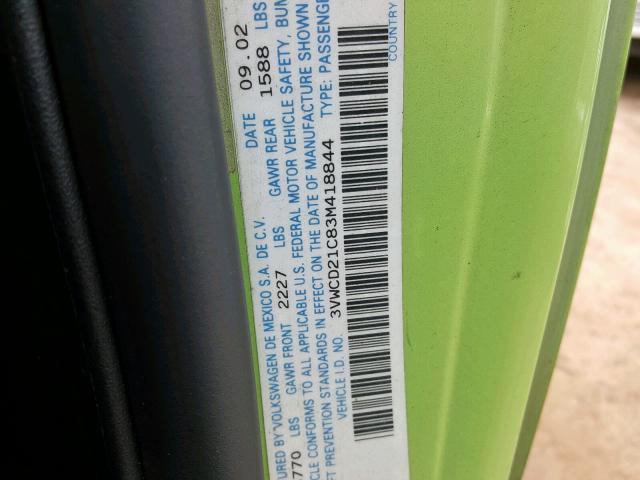 URED BY VOLKSWAGEN DE MEXICO S.A. DE C.V. DATE 09.02
770 LBS GAWR FRONT 2227 LBS GAWR REAR 1588 LBS
CLE CONFORMS TO ALL APPLICABLE U.S. FEDERAL MOTOR VEHICLE SAFETY, BUM
FT PREVENTION STANDARDS IN EFFECT ON THE DATE OF MANUFACTURE SHOWN
VEHICLE I.D. NO. 3VWCD21C83M418844 TYPE: PASSENGE
COUNTRY